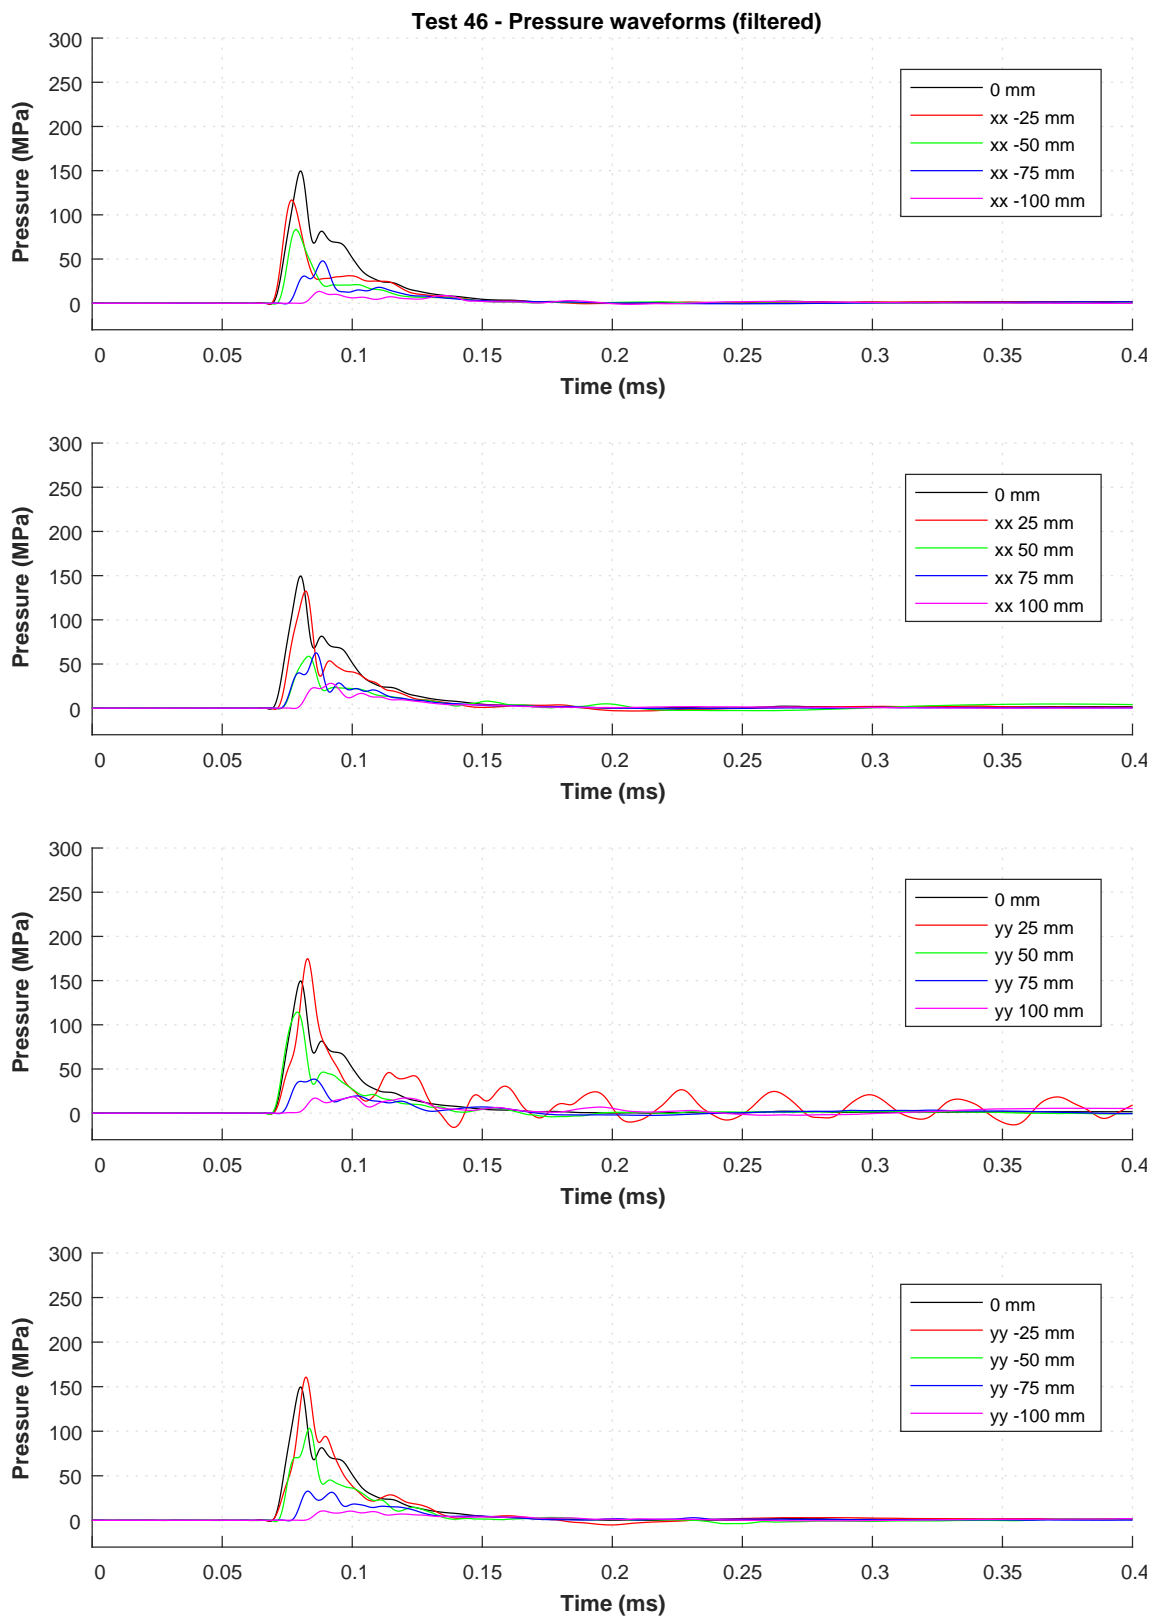 Test 46 - Pressure waveforms (filtered)
300
250
200
150
100
50
0
Pressure (MPa)
0 mm
xx -25 mm
xx -50 mm
xx -75 mm
xx -100 mm
0 0.05 0.1 0.15 0.2 0.25 0.3 0.35 0.4
Time (ms)
300
250
200
150
100
50
0
Pressure (MPa)
0 mm
xx 25 mm
xx 50 mm
xx 75 mm
xx 100 mm
0 0.05 0.1 0.15 0.2 0.25 0.3 0.35 0.4
Time (ms)
300
250
200
150
100
50
0
Pressure (MPa)
0 mm
yy 25 mm
yy 50 mm
yy 75 mm
yy 100 mm
0 0.05 0.1 0.15 0.2 0.25 0.3 0.35 0.4
Time (ms)
300
250
200
150
100
50
0
Pressure (MPa)
0 mm
yy -25 mm
yy -50 mm
yy -75 mm
yy -100 mm
0 0.05 0.1 0.15 0.2 0.25 0.3 0.35 0.4
Time (ms)